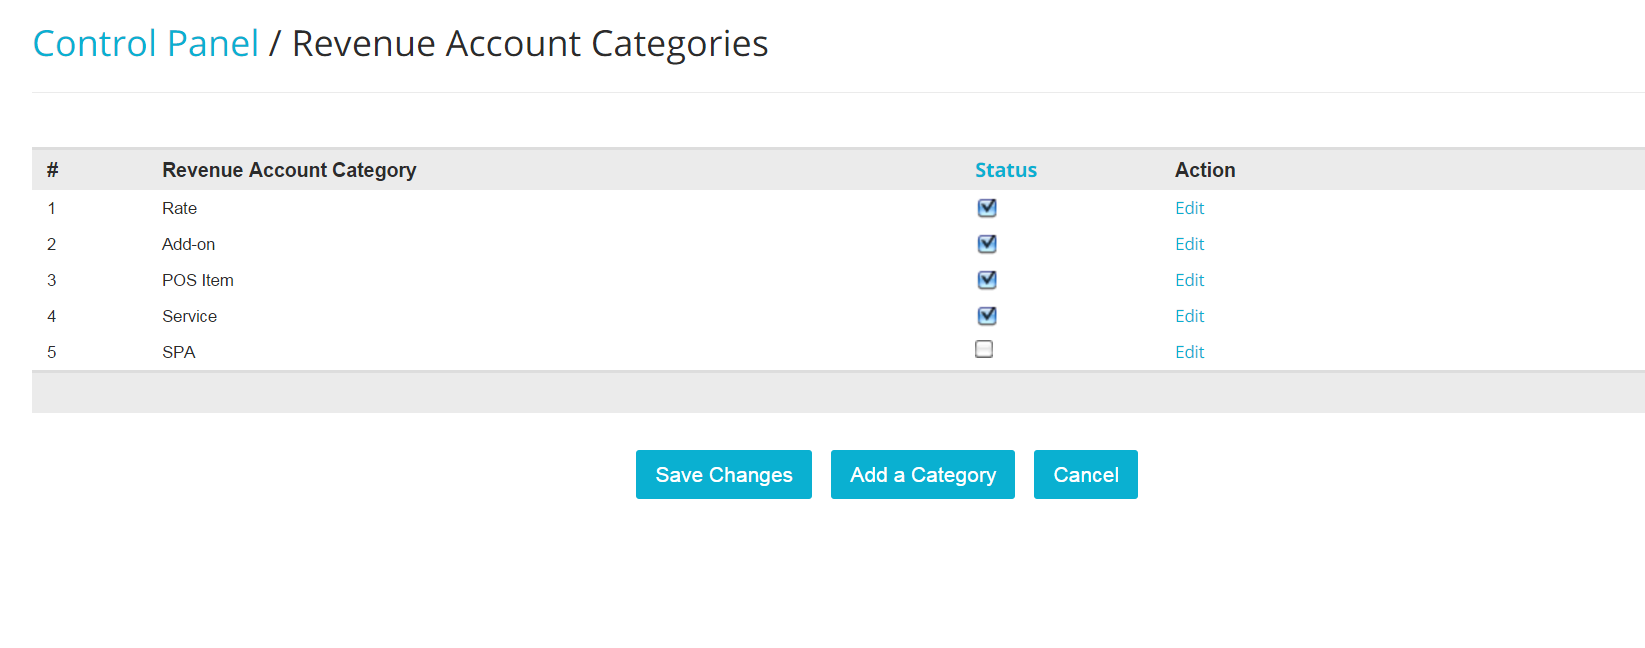 Control Panel / Revenue Account Categories
# Revenue Account Category Status Action
1 Rate Edit
2 Add-on Edit
3 POS Item Edit
4 Service Edit
5 SPA Edit
Save Changes Add a Category Cancel